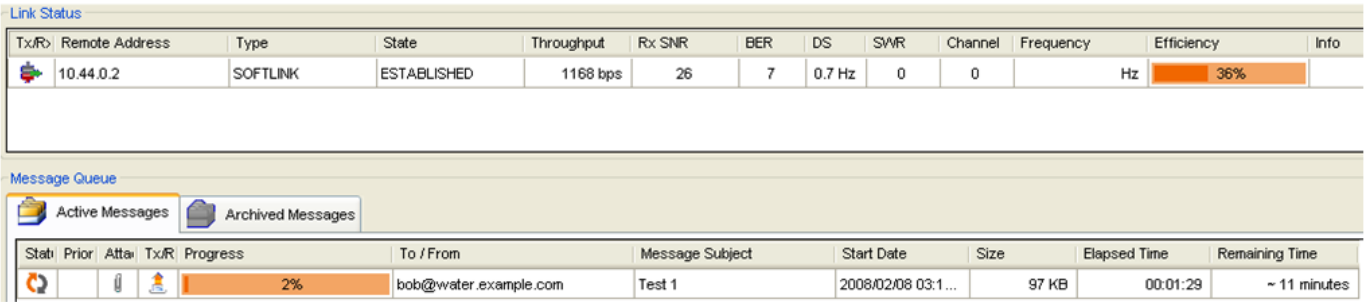 Link Status
Tx/R› Remote Address Type State Throughput Rx SNR BER DS SWR Channel Frequency Efficiency Info
10.44.0.2 SOFTLINK ESTABLISHED 1168 bps 26 7 0.7 Hz 0 0 Hz 36%
Message Queue
Active Messages Archived Messages
Stat Prior Atta Tx/R Progress To / From Message Subject Start Date Size Elapsed Time Remaining Time
2% bob@water.example.com Test 1 2008/02/08 03:1... 97 KB 00:01:29 ~ 11 minutes